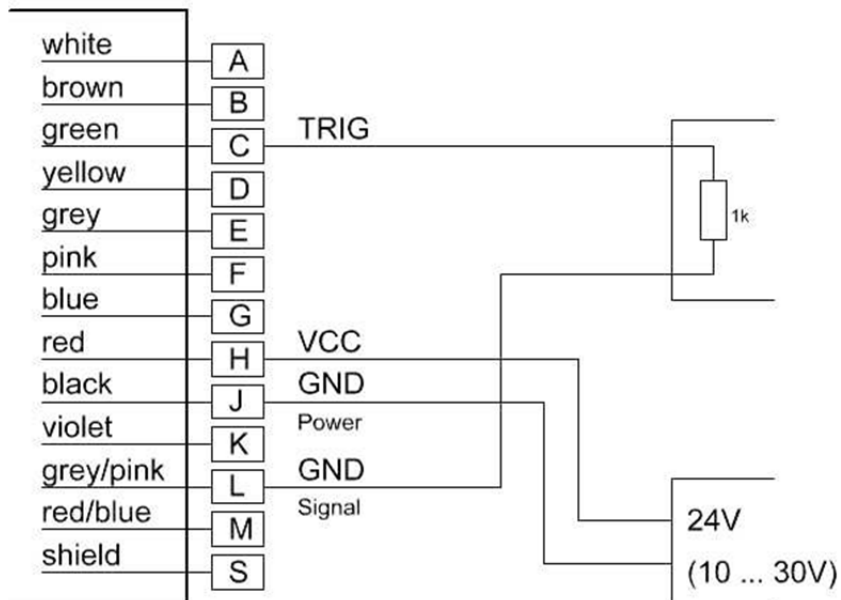 white A
brown B
green C TRIG
yellow D
grey E
1k
pink F
blue G
red H VCC
black J GND
Power
violet K
grey/pink L GND
Signal
red/blue M
24V
shield S
(10 ... 30V)